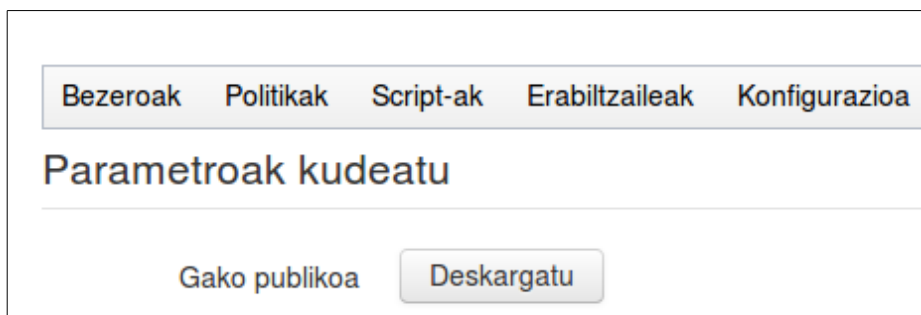 Bezeroak Politikak Script-ak Erabiltzaileak Konfigurazioa
Parametroak kudeatu
Gako publikoa Deskargatu